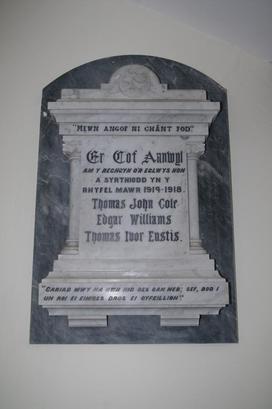 "MEWN ANGOF NI CHÂNT FOD."
Er Cof Annwyl
AM Y BECHGYN O'R EGLWYS HON
A SYRTHIODD YN Y
RHYFEL MAWR 1914-1918.
Thomas John Cole
Edgar Williams
Thomas Ivor Eustis.
"CARIAD MWY NA HWN NID OES GAN NEB; SEF, BOD I
UN ROI EI EINIOES DROS EI GYFEILLION"